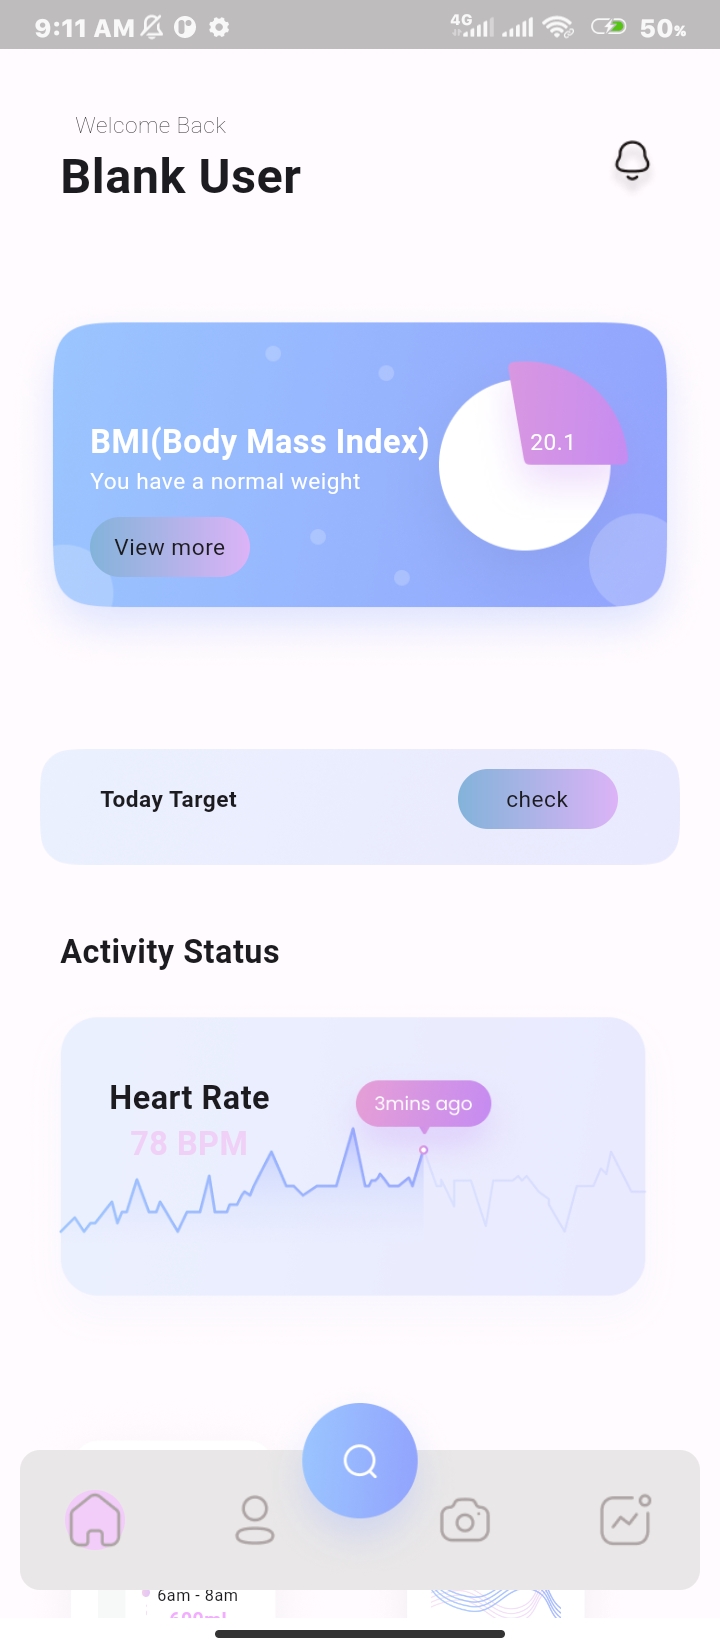 9:11 AM 4G 50%
Welcome Back
Blank User
BMI(Body Mass Index)
You have a normal weight
20.1
View more
Today Target
check
Activity Status
Heart Rate
3mins ago
78 BPM
6am - 8am
600ml